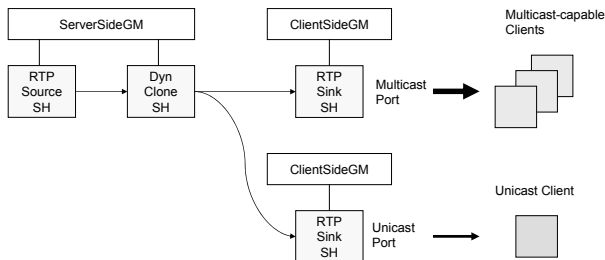 ServerSideGM
ClientSideGM
Multicast-capable
Clients
RTP
Source
SH
Dyn
Clone
SH
RTP
Sink
SH
Multicast
Port
ClientSideGM
Unicast Client
RTP
Sink
SH
Unicast
Port